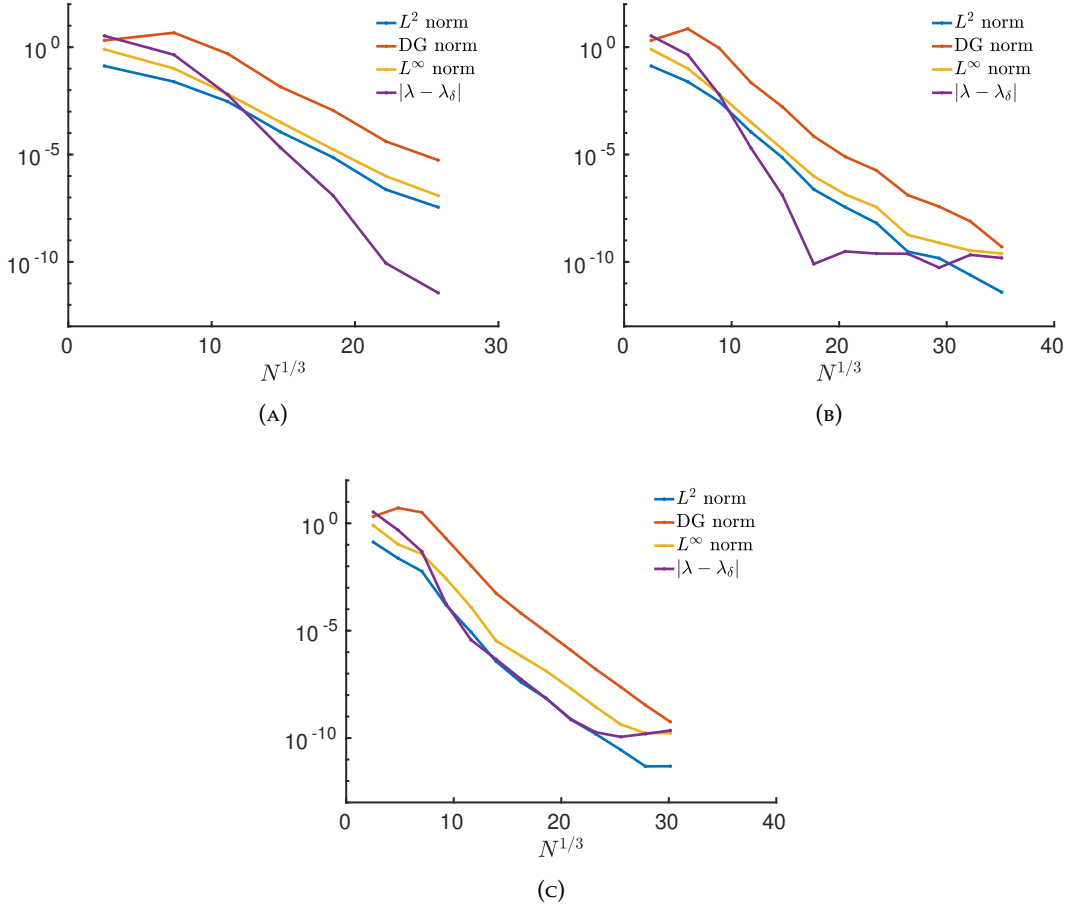 10^0
10^{-5}
10^{-10}
0
10
20
30
N^{1/3}
L^2 norm
DG norm
L^∞ norm
|λ − λ_δ|
(A)
10^0
10^{-5}
10^{-10}
0
10
20
30
40
N^{1/3}
L^2 norm
DG norm
L^∞ norm
|λ − λ_δ|
(B)
10^0
10^{-5}
10^{-10}
0
10
20
30
40
N^{1/3}
L^2 norm
DG norm
L^∞ norm
|λ − λ_δ|
(C)